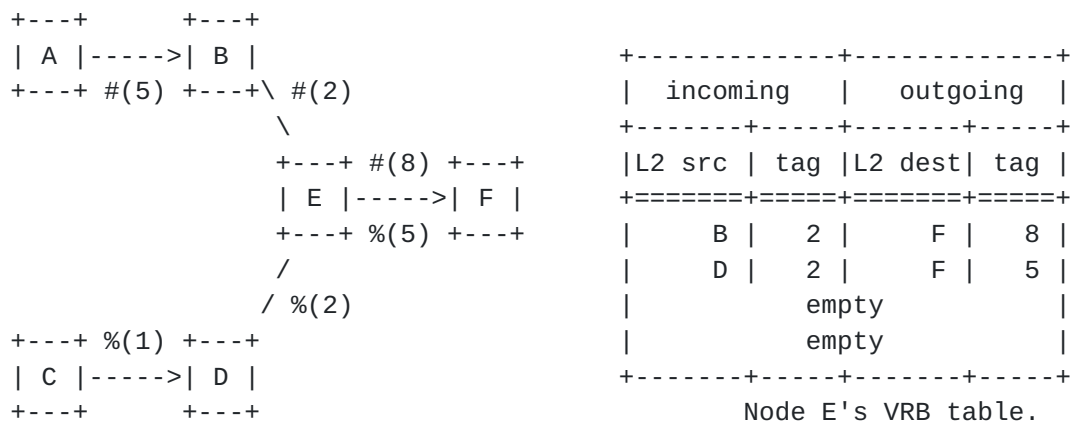 +---+      +---+
| A |----->| B |                       +-------------+-------------+
+---+ #(5) +---+\ #(2)                 |  incoming   |   outgoing  |
                 \                     +-------+-----+-------+-----+
                 +---+ #(8) +---+      |L2 src | tag |L2 dest| tag |
                 | E |----->| F |      +=======+=====+=======+=====+
                 +---+ %(5) +---+      |     B |   2 |     F |   8 |
                 /                     |     D |   2 |     F |   5 |
                / %(2)                 |           empty           |
+---+ %(1) +---+                       |           empty           |
| C |----->| D |                       +-------+-----+-------+-----+
+---+      +---+                               Node E's VRB table.